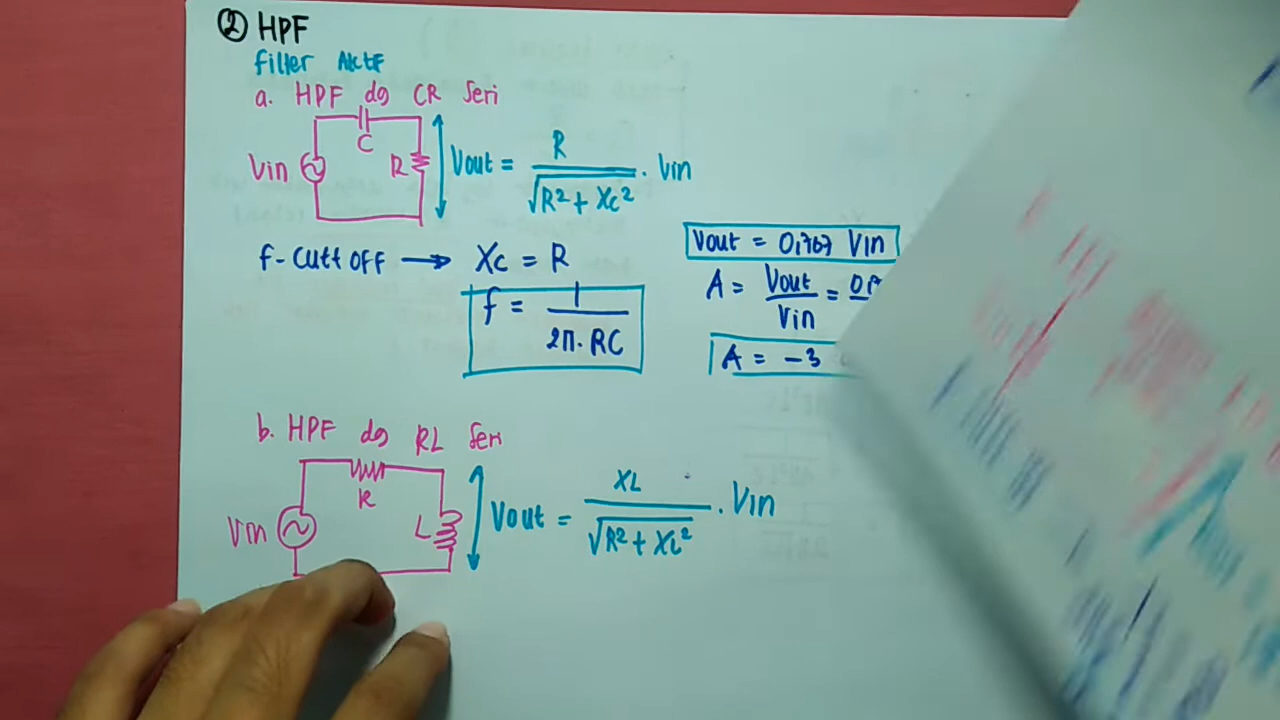 ② HPF
Filter Aktf
a. HPF dg CR Seri
Vin C R Vout = R / √R² + Xc² . Vin
f-cutt off → Xc = R
f = 1 / 2π. RC
Vout = 0,707 Vin
A = Vout / Vin =
A = -3
b. HPF dg RL Seri
Vin R L Vout = XL / √R² + XL² . Vin